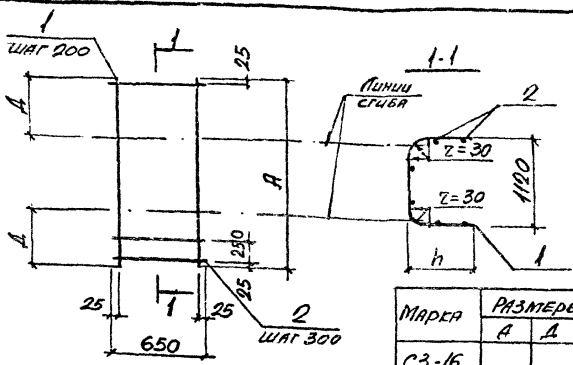 1
ШАГ 200
1
25
1-1
Линии
сгиба
2
Д
А
r=30
1120
r=30
Д
250
25
h
1
25
1
25
2
ШАГ 300
650
МАРКА
РАЗМЕРЫ
А
Д
С3-16